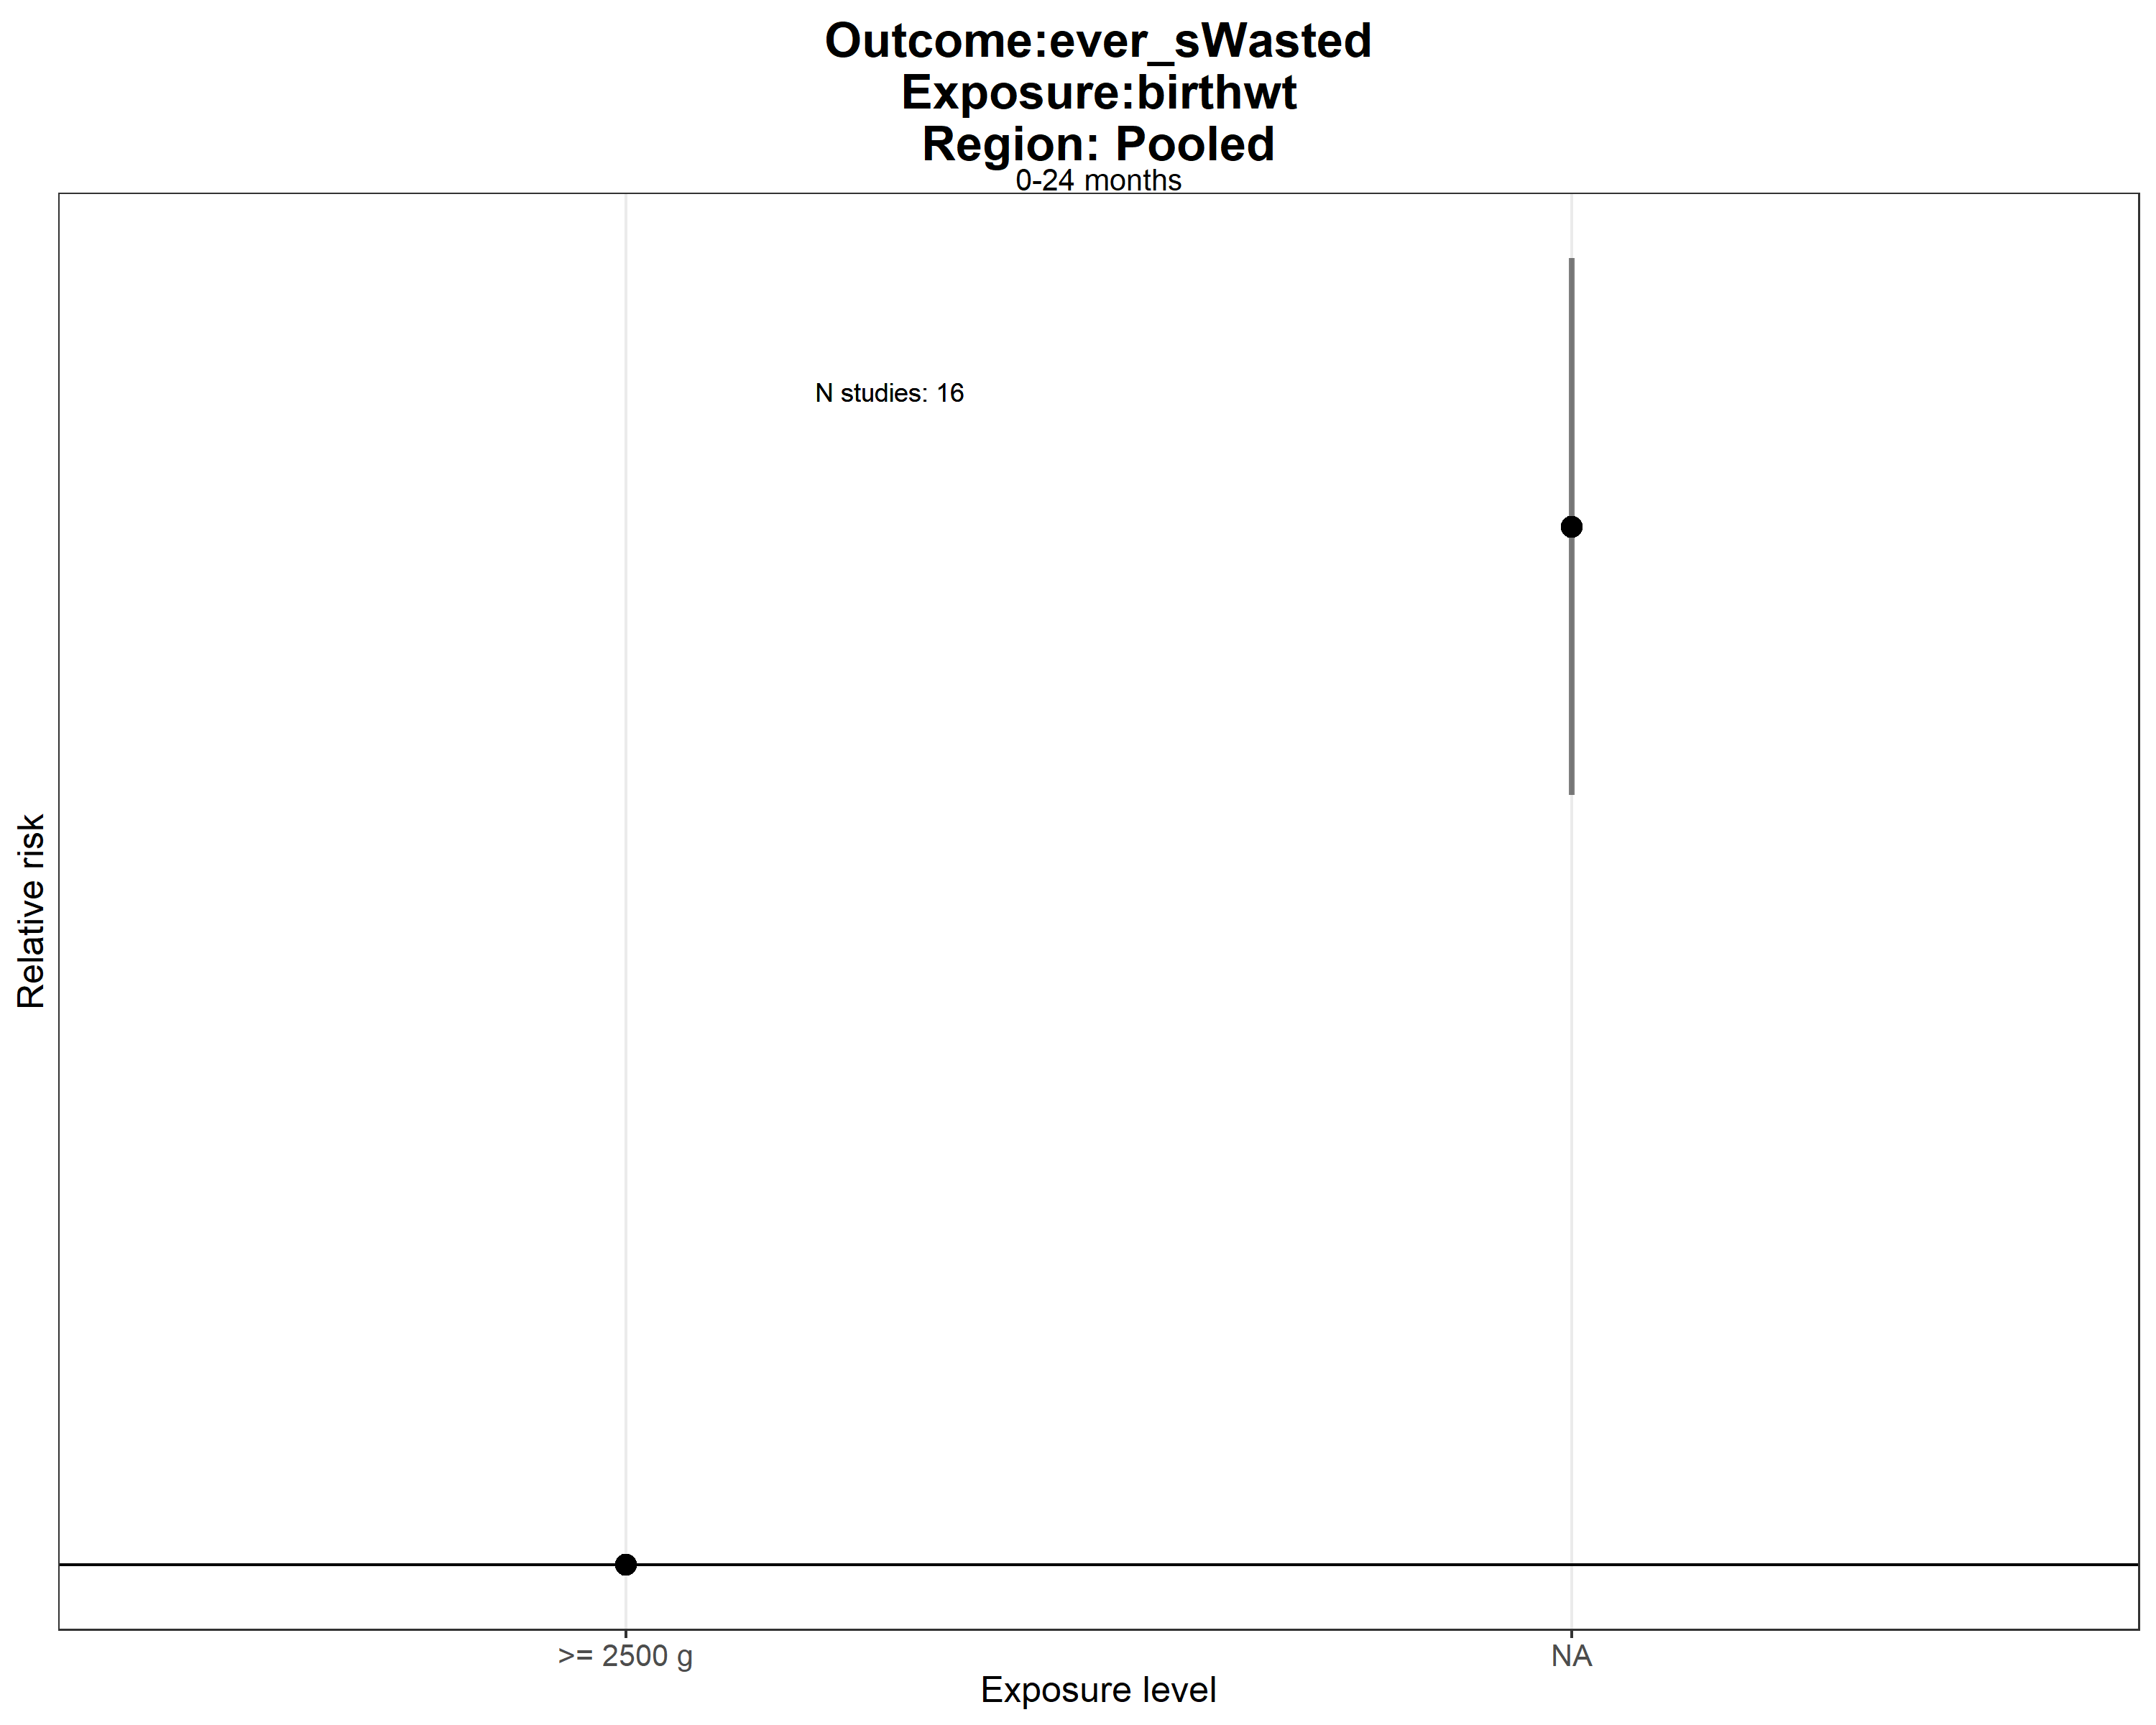 Outcome:ever_sWasted
Exposure:birthwt
Region: Pooled
0-24 months
N studies: 16
Relative risk
>= 2500 g
NA
Exposure level